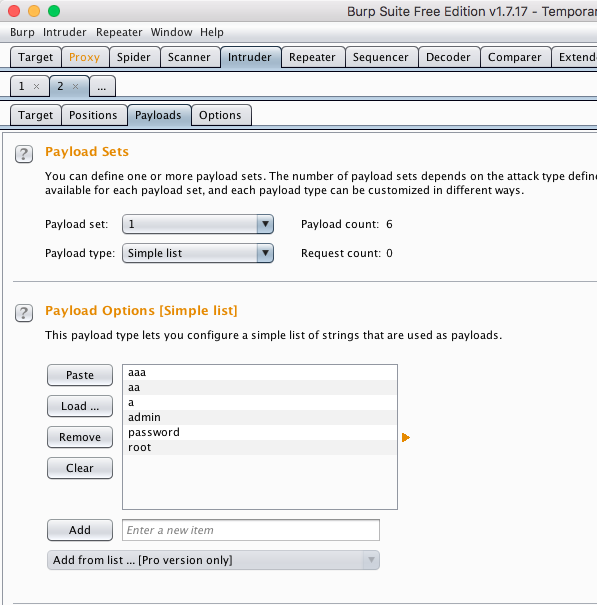 Burp Suite Free Edition v1.7.17 - Temporar
Burp Intruder Repeater Window Help
Target Proxy Spider Scanner Intruder Repeater Sequencer Decoder Comparer Extend
1 × 2 × ...
Target Positions Payloads Options
? Payload Sets
You can define one or more payload sets. The number of payload sets depends on the attack type define
available for each payload set, and each payload type can be customized in different ways.
Payload set: 1 Payload count: 6
Payload type: Simple list Request count: 0
? Payload Options [Simple list]
This payload type lets you configure a simple list of strings that are used as payloads.
Paste
Load ...
Remove
Clear
aaa
aa
a
admin
password
root
Add Enter a new item
Add from list ... [Pro version only]